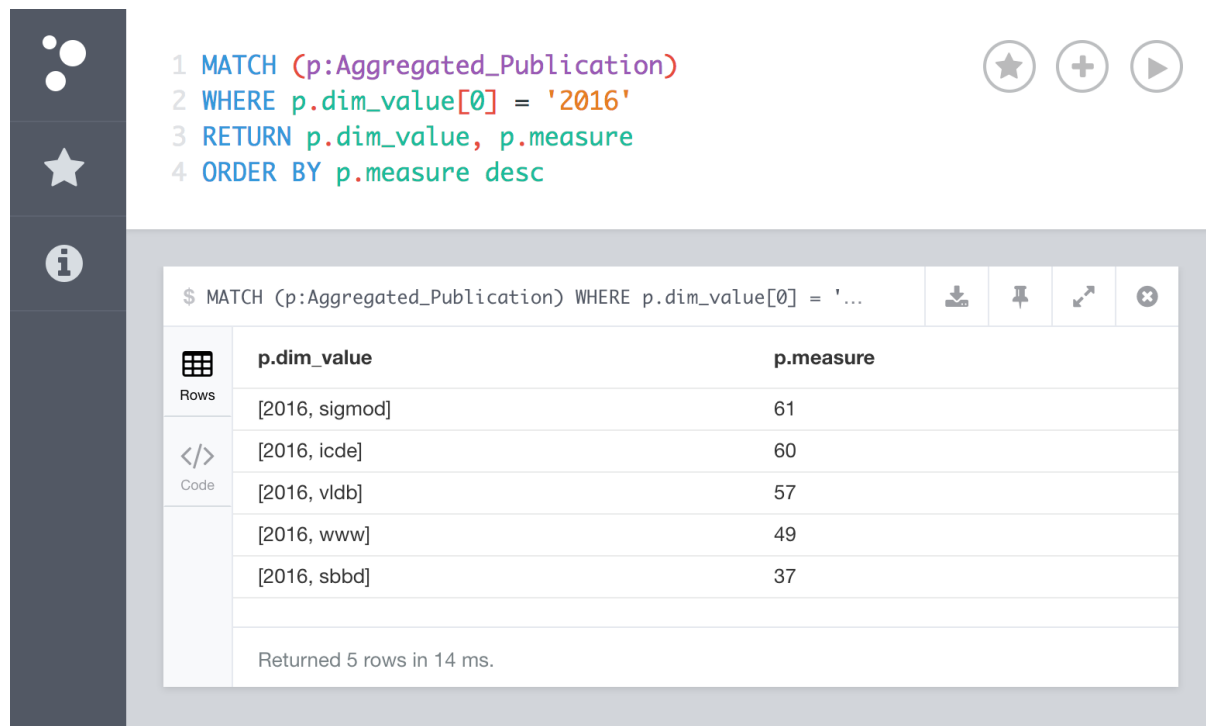 1 MATCH (p:Aggregated_Publication)
2 WHERE p.dim_value[0] = '2016'
3 RETURN p.dim_value, p.measure
4 ORDER BY p.measure desc
$ MATCH (p:Aggregated_Publication) WHERE p.dim_value[0] = '…
Rows
Code
p.dim_value p.measure
[2016, sigmod] 61
[2016, icde] 60
[2016, vldb] 57
[2016, www] 49
[2016, sbbd] 37
Returned 5 rows in 14 ms.